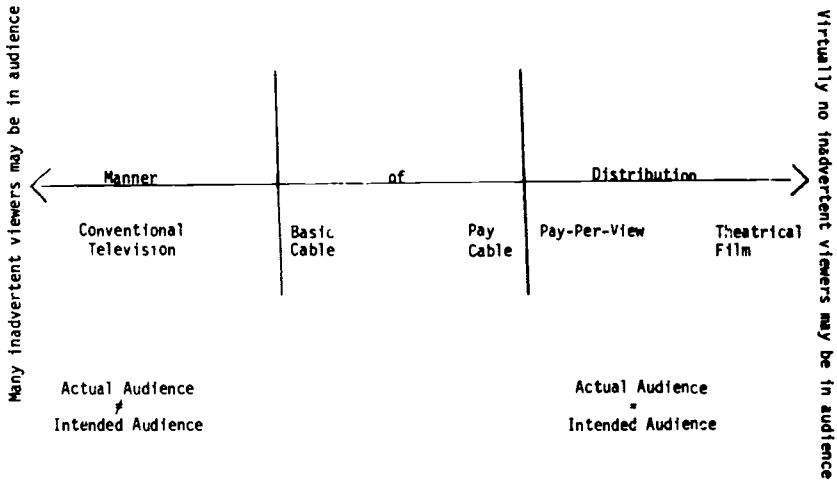 Many inadvertent viewers may be in audience
Virtually no inadvertent viewers may be in audience
Manner of Distribution
Conventional
Television
Basic
Cable
Pay
Cable
Pay-Per-View
Theatrical
Film
Actual Audience
≠
Intended Audience
Actual Audience
=
Intended Audience